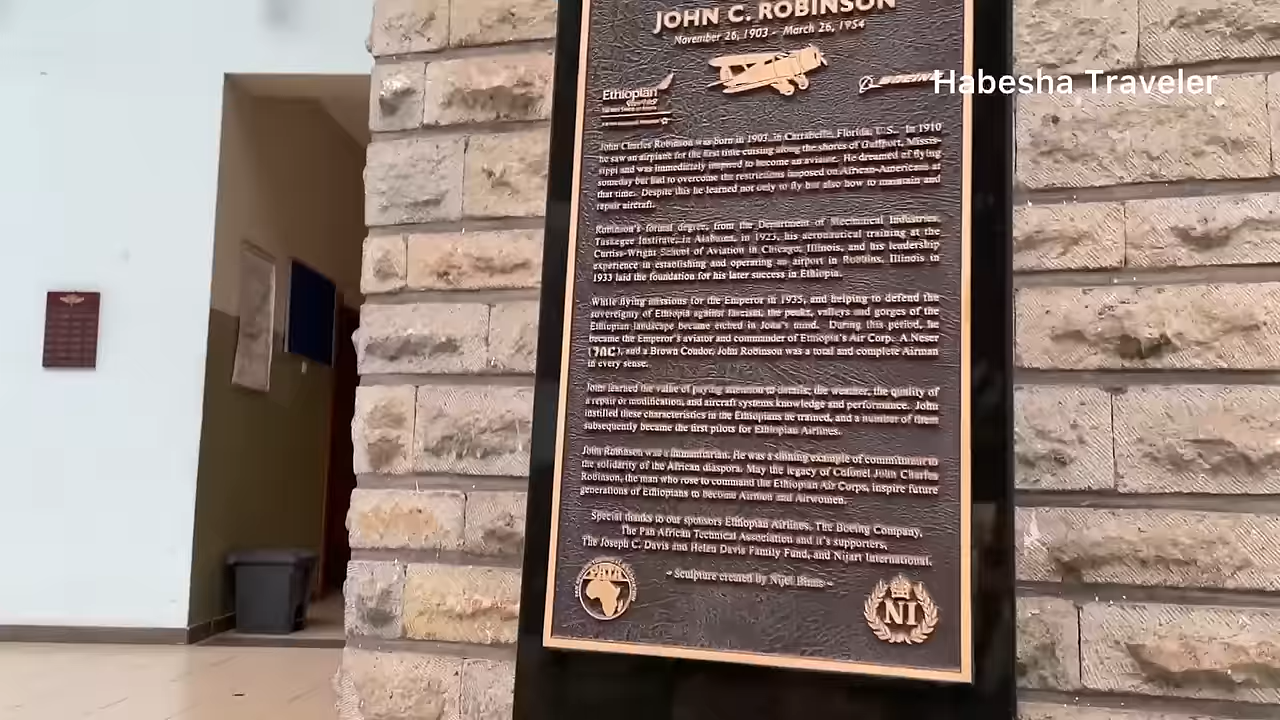 JOHN C. ROBINSON
November 26, 1903 - March 26, 1954
Habesha Traveler
Ethiopian
BOEING
John Charles Robinson was born in 1903 in Carrabelle, Florida, U.S.. In 1910
he saw an airplane for the first time cuising along the shores of Gulfport, Missis-
sippi and was immediately inspired to become an aviator. He dreamed of flying
someday but had to overcome the restrictions imposed on African-Americans at
that time. Despite this he learned not only to fly but also how to maintain and
repair aircraft.
Robinson's formal degree, from the Department of Mechanical Industries,
Tuskegee Institute, in Alabama, in 1923, his aeronautical training at the
Curtiss-Wright School of Aviation in Chicago, Illinois, and his leadership
experience in establishing and operating an airport in Robbins, Illinois in
1933 laid the foundation for his later success in Ethiopia.
While flying missions for the Emperor in 1935, and helping to defend the
sovereignty of Ethiopia against fascism, the peaks, valleys and gorges of the
Ethiopian landscape became etched in John's mind. During this period, he
became the Emperor's aviator and commander of Ethiopia's Air Corp. A Neser
(ንስር), and a Brown Condor, John Robinson was a total and complete Airman
in every sense.
John learned the value of paying attention to details; the weather, the quality of
a repair or modification, and aircraft systems knowledge and performance. John
instilled these characteristics in the Ethiopians he trained, and a number of them
subsequently became the first pilots for Ethiopian Airlines.
John Robinson was a humanitarian. He was a shining example of commitment to
the solidarity of the African diaspora. May the legacy of Colonel John Charles
Robinson, the man who rose to command the Ethiopian Air Corps, inspire future
generations of Ethiopians to become Airmen and Airwomen.
Special thanks to our sponsors Ethiopian Airlines, The Boeing Company,
The Pan African Technical Association and it's supporters,
The Joseph C. Davis and Helen Davis Family Fund, and Nijart International.
~ Sculpture created by Nijel Binns ~
PATA
NI